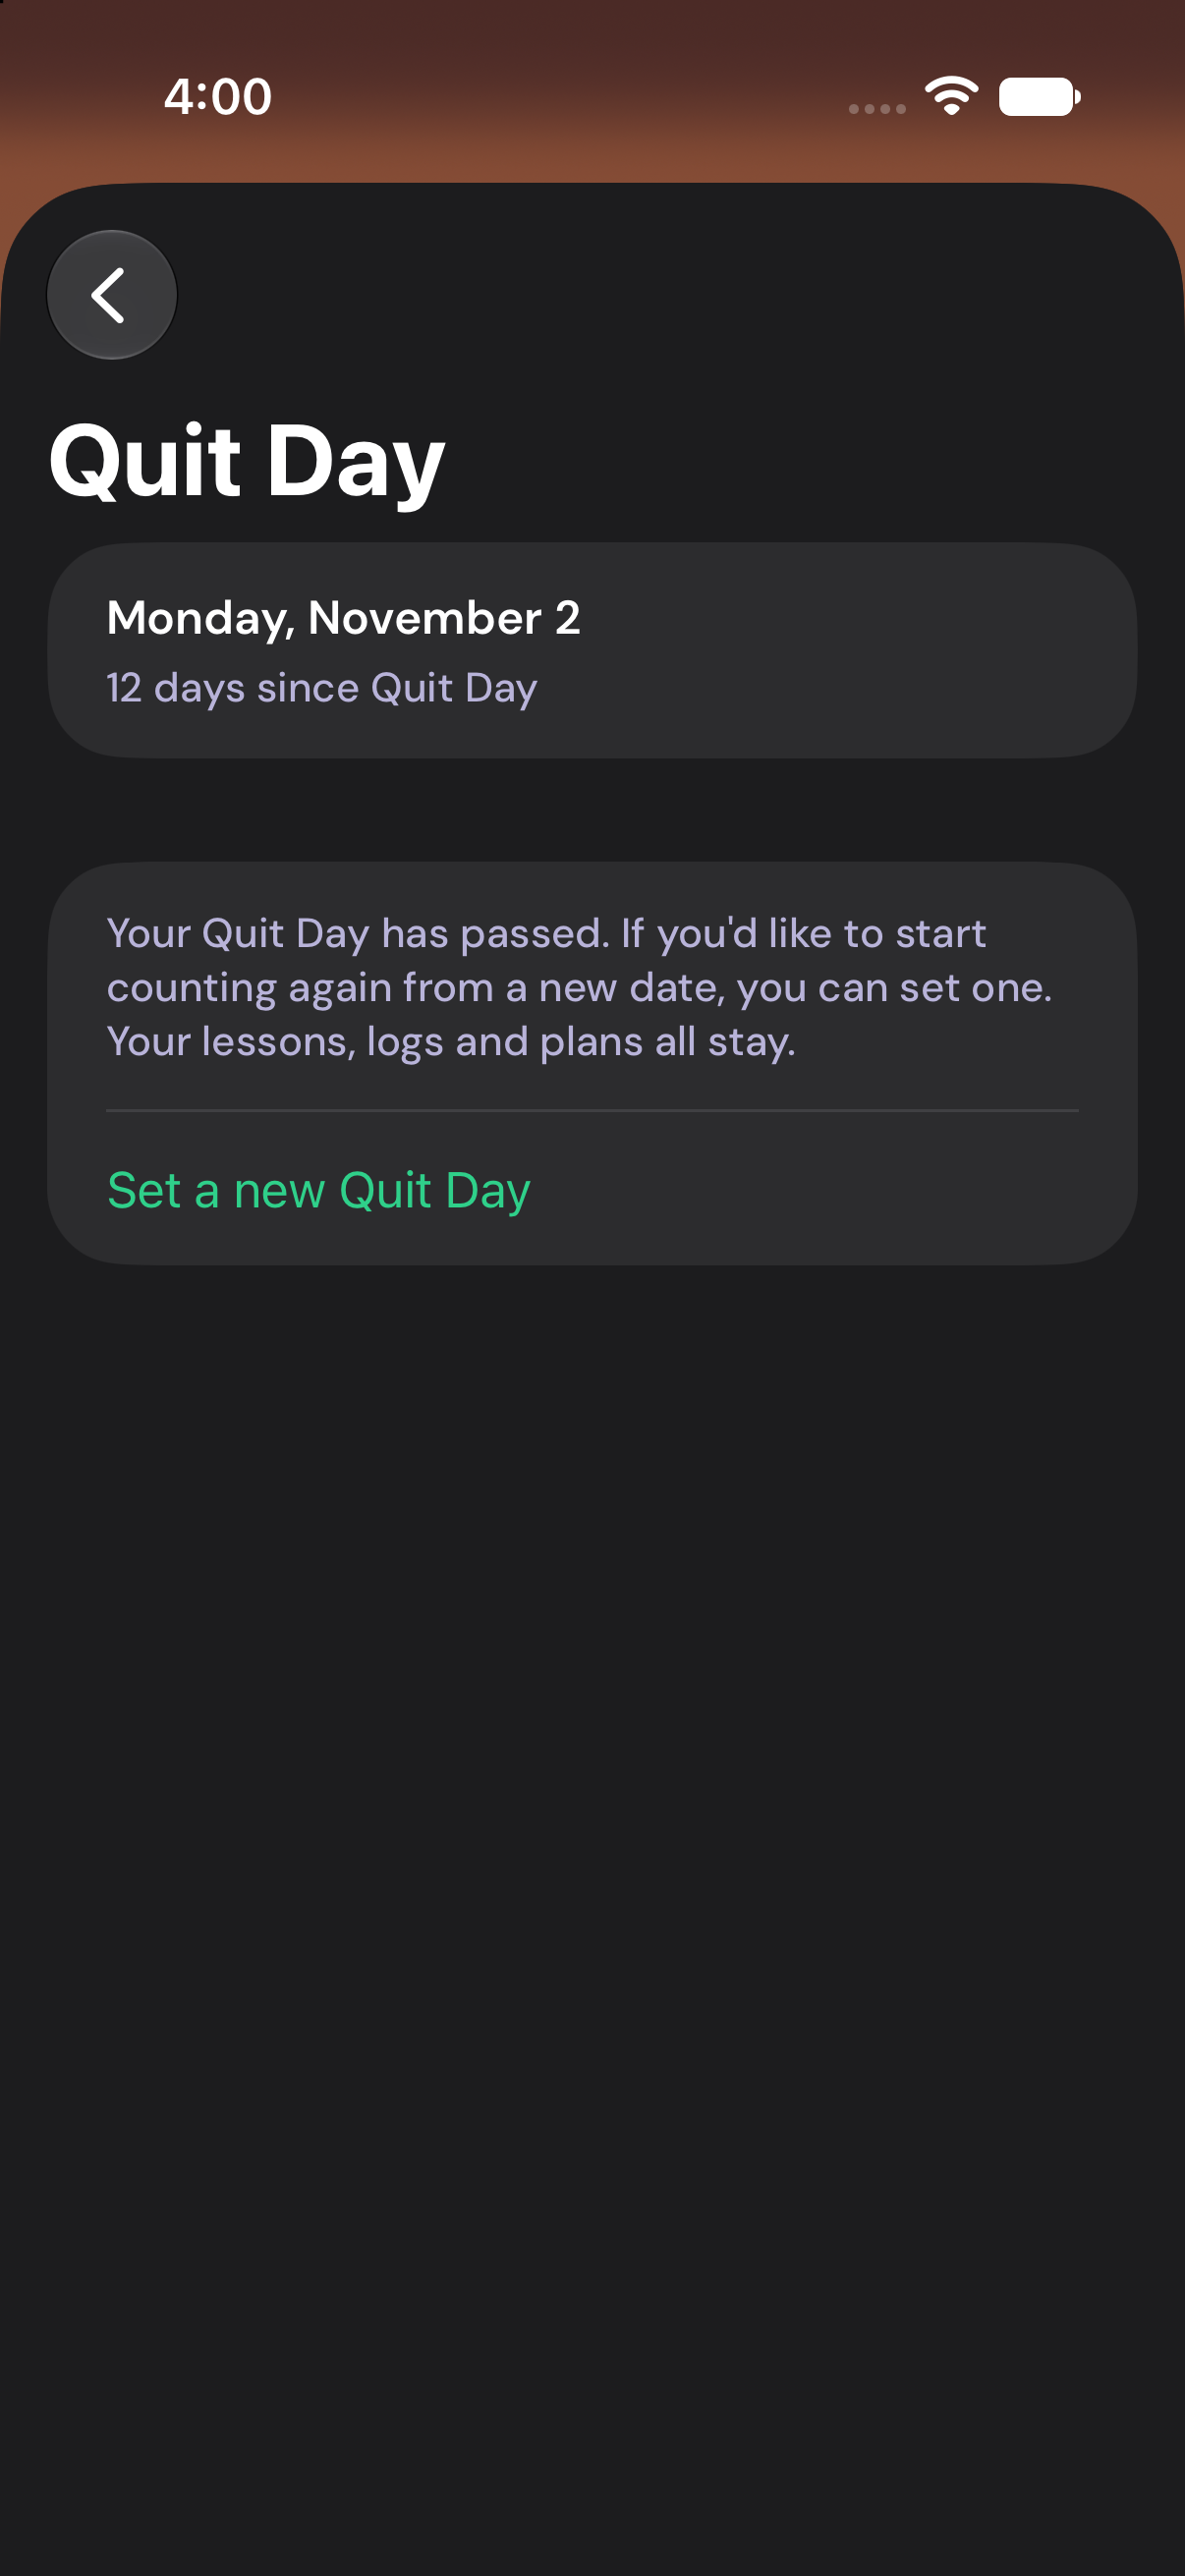 4:00
Quit Day
Monday, November 2
12 days since Quit Day
Your Quit Day has passed. If you'd like to start
counting again from a new date, you can set one.
Your lessons, logs and plans all stay.
Set a new Quit Day